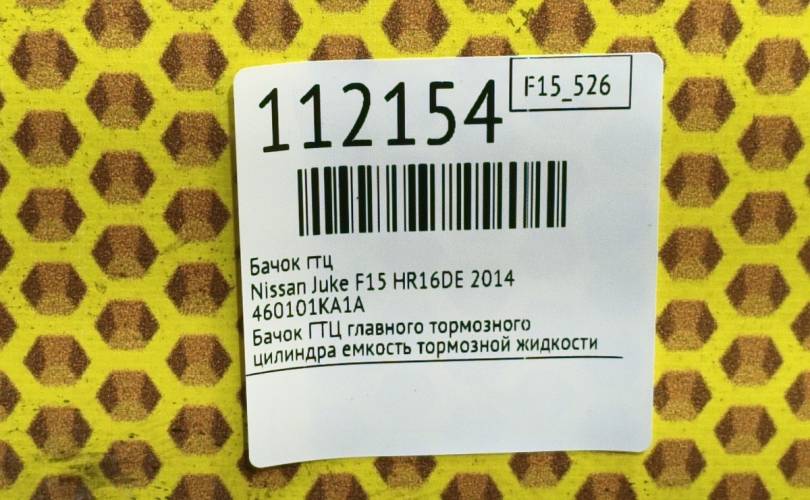 112154
F15_526
Бачок гтц
Nissan Juke F15 HR16DE 2014
460101KA1A
Бачок ГТЦ главного тормозного
цилиндра емкость тормозной жидкости